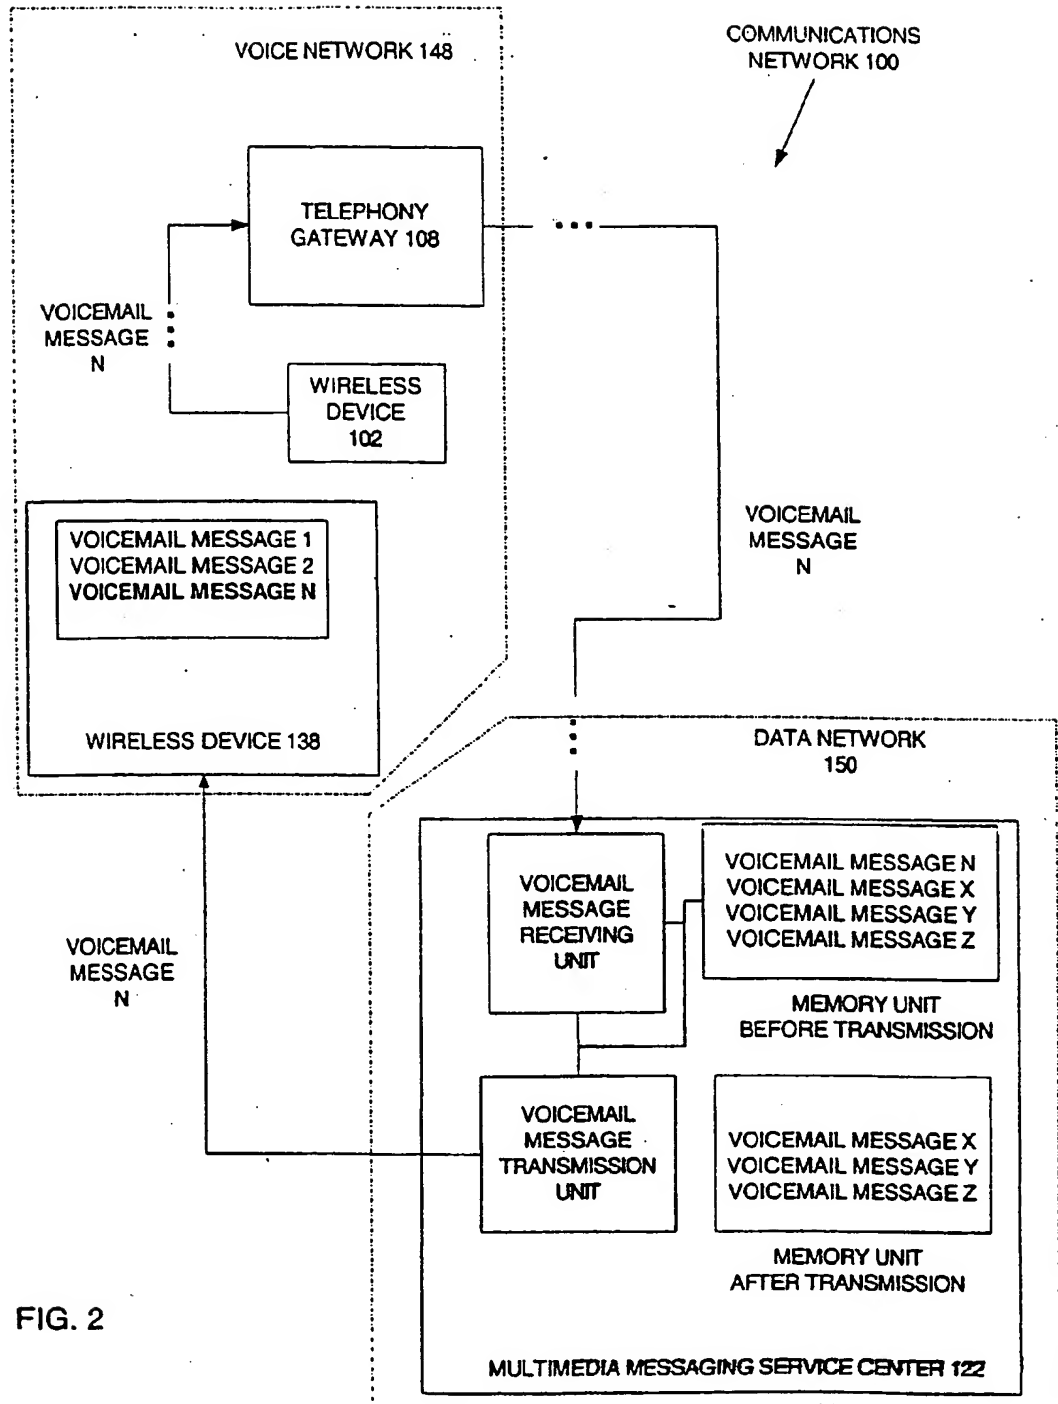 VOICE NETWORK 148
COMMUNICATIONS
NETWORK 100
TELEPHONY
GATEWAY 108
VOICEMAIL
MESSAGE
N
WIRELESS
DEVICE
102
VOICEMAIL MESSAGE 1
VOICEMAIL MESSAGE 2
VOICEMAIL MESSAGE N
WIRELESS DEVICE 138
VOICEMAIL
MESSAGE
N
DATA NETWORK
150
VOICEMAIL
MESSAGE
RECEIVING
UNIT
VOICEMAIL MESSAGE N
VOICEMAIL MESSAGE X
VOICEMAIL MESSAGE Y
VOICEMAIL MESSAGE Z
MEMORY UNIT
BEFORE TRANSMISSION
VOICEMAIL
MESSAGE
N
VOICEMAIL
MESSAGE
TRANSMISSION
UNIT
VOICEMAIL MESSAGE X
VOICEMAIL MESSAGE Y
VOICEMAIL MESSAGE Z
MEMORY UNIT
AFTER TRANSMISSION
FIG. 2
MULTIMEDIA MESSAGING SERVICE CENTER 122